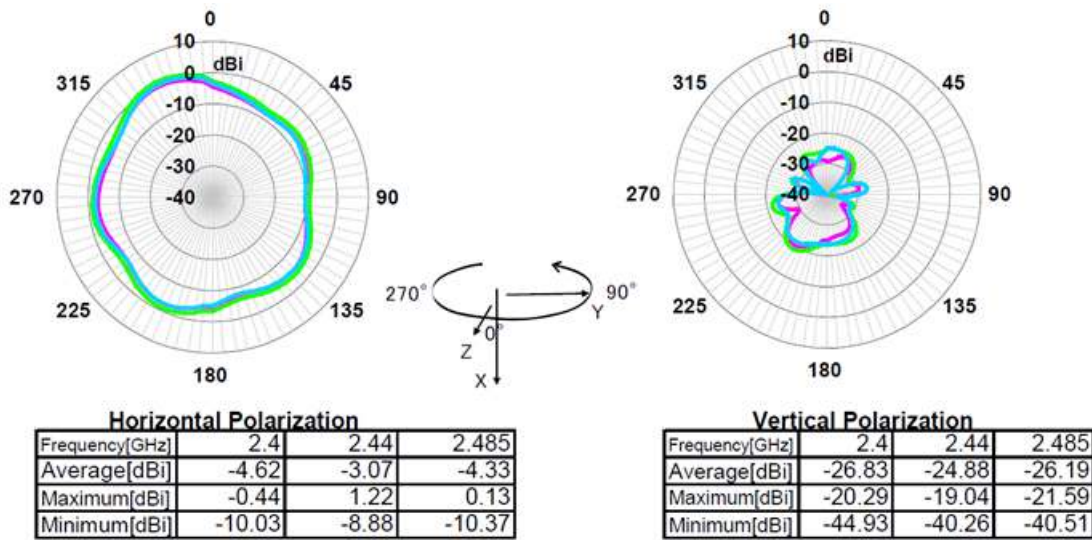 0
10
dBi
0
-10
-20
-30
-40
315
45
270
90
225
135
180
0
10
dBi
0
-10
-20
-30
-40
315
45
270
90
225
135
180
270°
90°
Y
0°
Z
X
Horizontal Polarization
Frequency[GHz] 2.4 2.44 2.485
Average[dBi] -4.62 -3.07 -4.33
Maximum[dBi] -0.44 1.22 0.13
Minimum[dBi] -10.03 -8.88 -10.37
Vertical Polarization
Frequency[GHz] 2.4 2.44 2.485
Average[dBi] -26.83 -24.88 -26.19
Maximum[dBi] -20.29 -19.04 -21.59
Minimum[dBi] -44.93 -40.26 -40.51